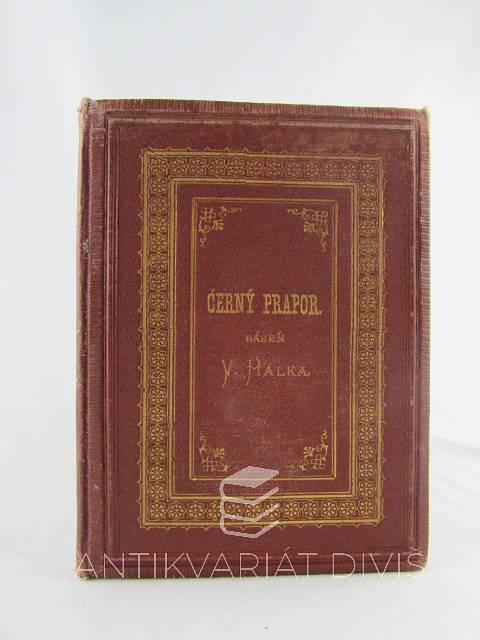 ČERNÝ PRAPOR.
BÁSEŇ
V. HÁLKA.
ANTIKVARIÁT DIVIŠ